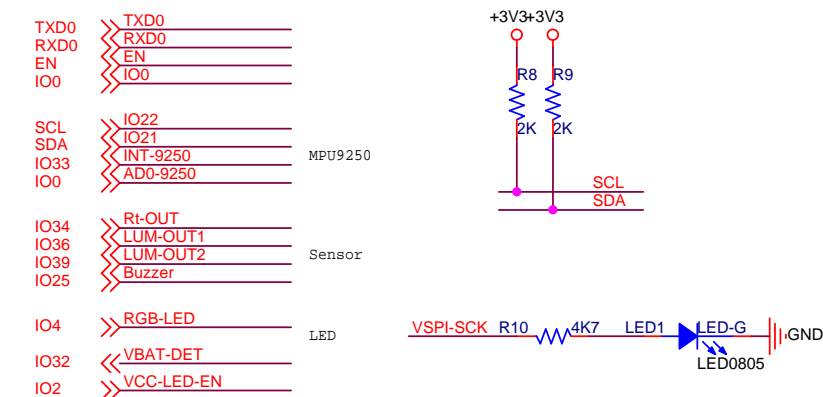 TXD0 TXD0
RXD0 RXD0
EN EN
IO0 IO0
SCL IO22
SDA IO21
IO33 INT-9250
IO0 AD0-9250
MPU9250
IO34 Rt-OUT
IO36 LUM-OUT1
IO39 LUM-OUT2
IO25 Buzzer
Sensor
IO4 RGB-LED
LED
IO32 VBAT-DET
IO2 VCC-LED-EN
+3V3+3V3
R8 R9
2K 2K
SCL
SDA
VSPI-SCK R10 4K7 LED1 LED-G GND
LED0805